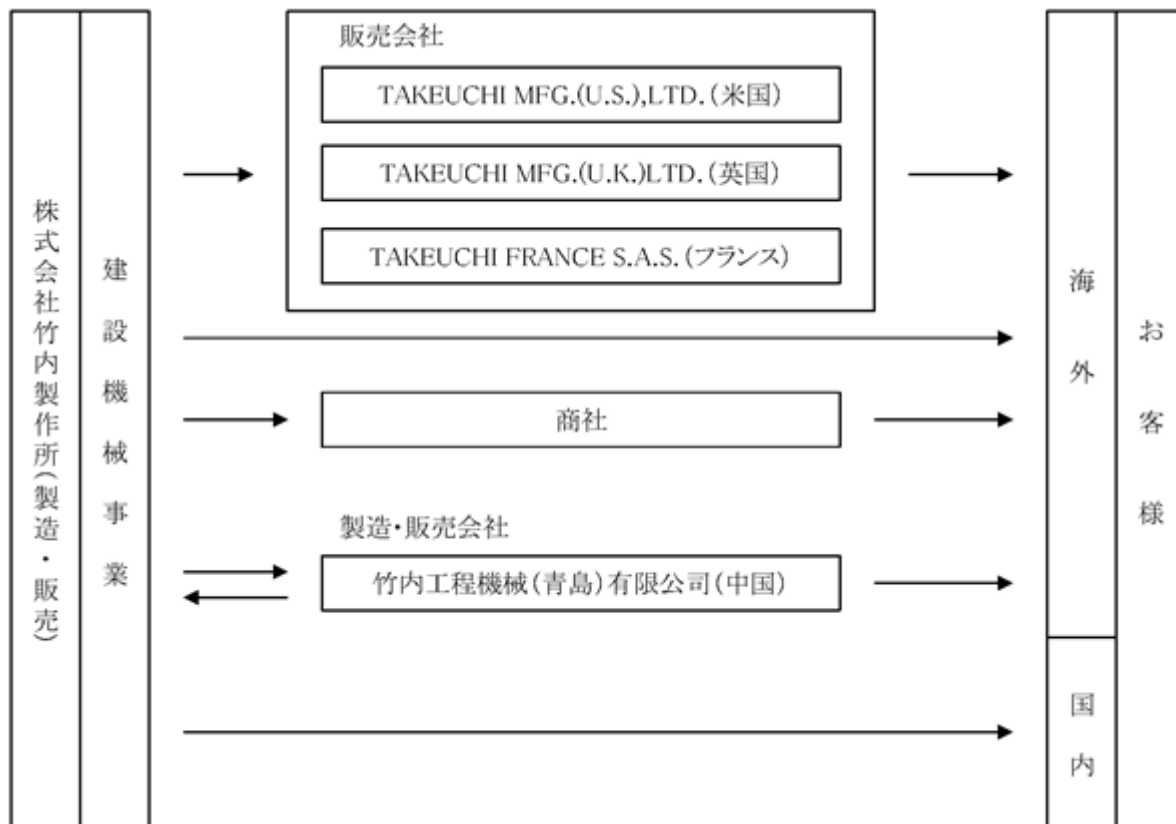 株式会社竹内製作所(製造・販売)
建設機械事業
販売会社
TAKEUCHI MFG.(U.S.),LTD.(米国)
TAKEUCHI MFG.(U.K.)LTD.(英国)
TAKEUCHI FRANCE S.A.S.(フランス)
商社
製造・販売会社
竹内工程機械(青島)有限公司(中国)
海外
国内
お客様